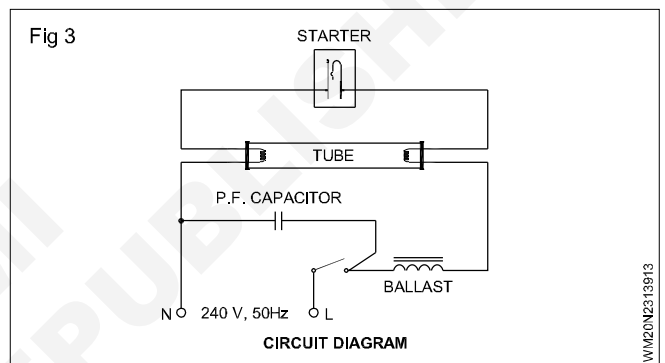 Fig 3
STARTER
TUBE
P.F. CAPACITOR
BALLAST
N 240 V, 50Hz L
CIRCUIT DIAGRAM
WM20N2313913